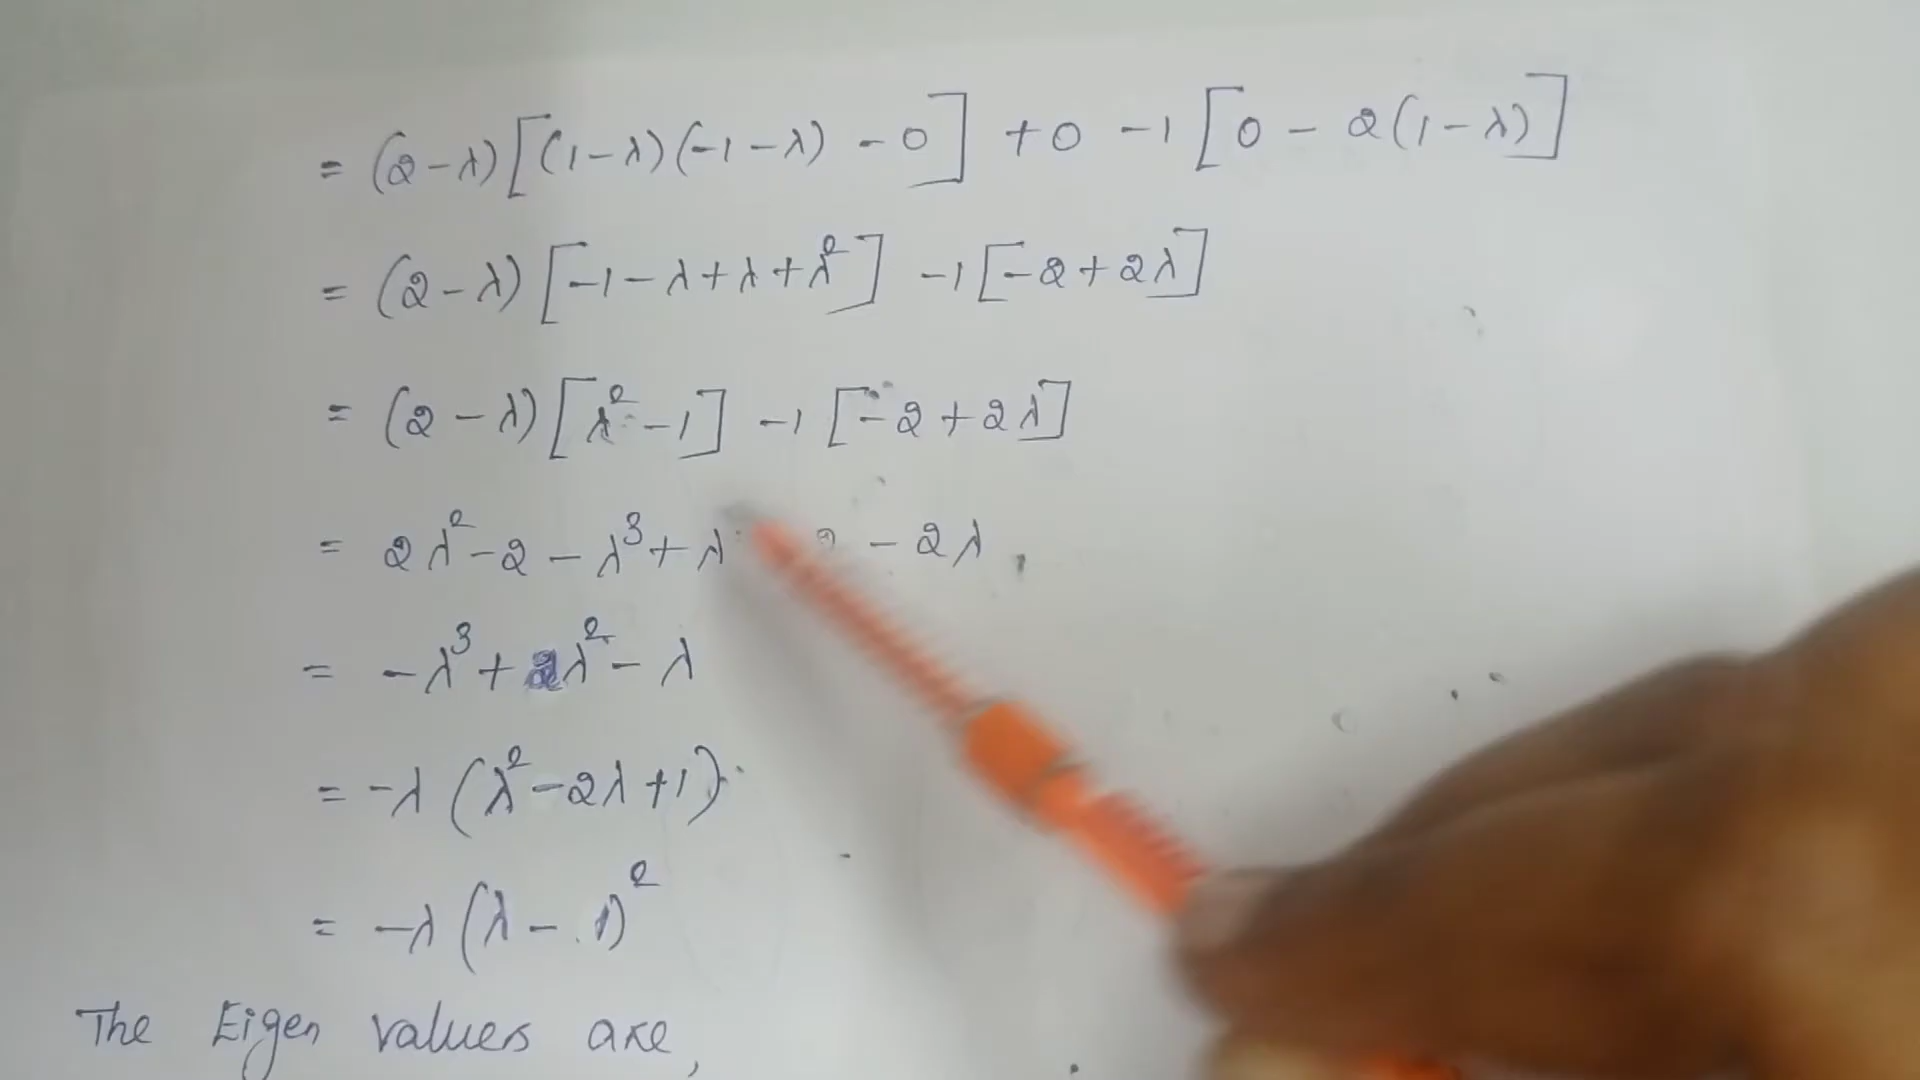 = (2-λ)[(1-λ)(-1-λ) - 0] + 0 - 1[0 - 2(1-λ)]
= (2-λ)[-1-λ+λ+λ²] -1[-2+2λ]
= (2-λ)[λ²-1] -1[-2+2λ]
= 2λ²-2-λ³+λ 2 - 2λ
= -λ³+2λ²-λ
= -λ(λ²-2λ+1)
= -λ(λ-1)²
The Eigen values are,